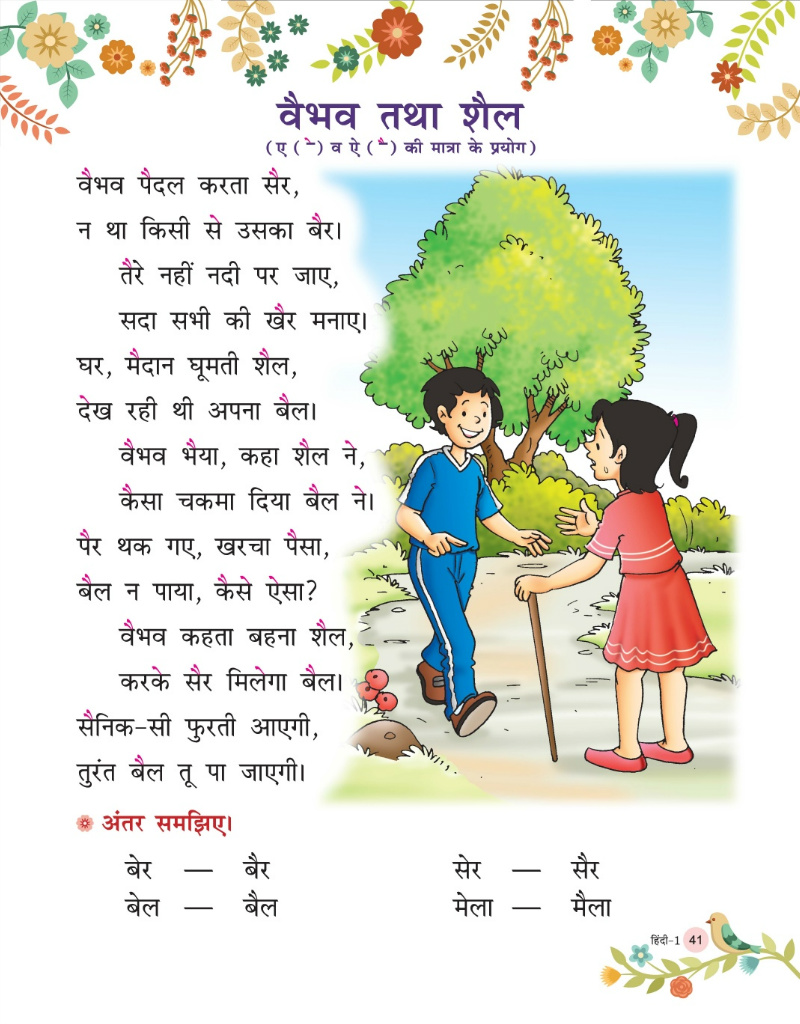 वैभव तथा शैल
(ए ( े) व ऐ ( ै) की मात्रा के प्रयोग)
वैभव पैदल करता सैर,
न था किसी से उसका बैर।
तैरे नहीं नदी पर जाए,
सदा सभी की खैर मनाए।
घर, मैदान घूमती शैल,
देख रही थी अपना बैल।
वैभव भैया, कहा शैल ने,
कैसा चकमा दिया बैल ने।
पैर थक गए, खरचा पैसा,
बैल न पाया, कैसे ऐसा?
वैभव कहता बहना शैल,
करके सैर मिलेगा बैल।
सैनिक-सी फुरती आएगी,
तुरंत बैल तू पा जाएगी।
अंतर समझिए।
बेर — बैर सेर — सैर
बेल — बैल मेला — मैला
हिंदी-1 41